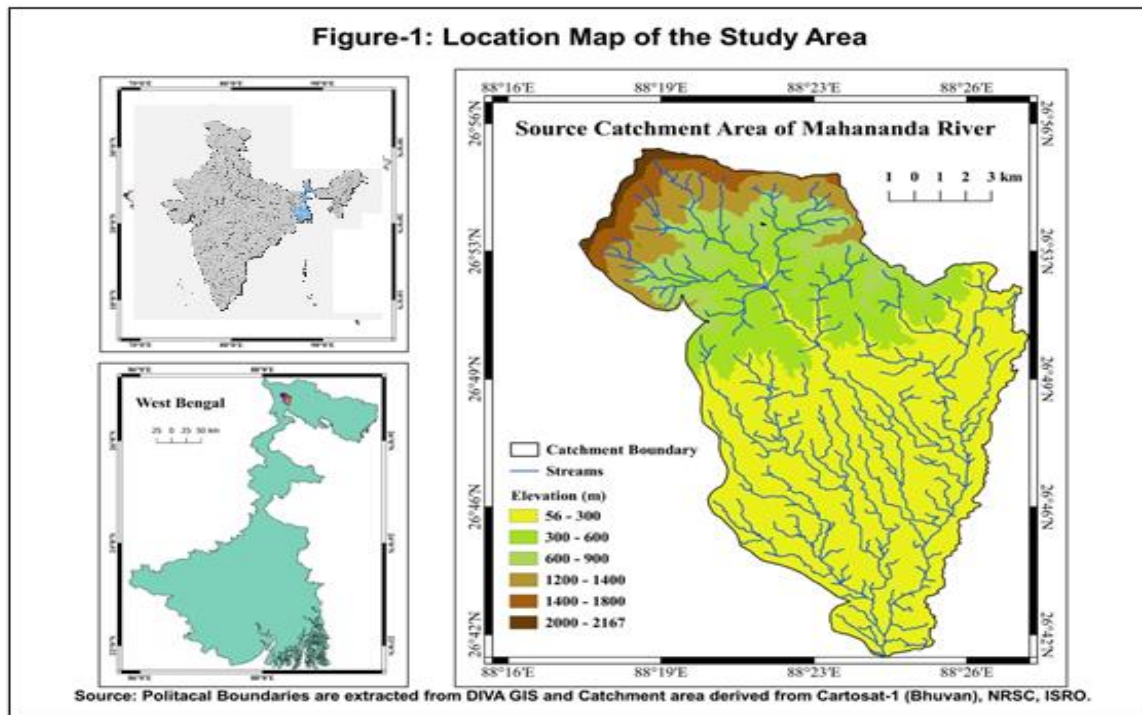 Figure-1: Location Map of the Study Area
West Bengal
25 0 25 50 km
88°16'E 88°19'E 88°23'E 88°26'E
Source Catchment Area of Mahananda River
1 0 1 2 3 km
26°56'N 26°56'N
26°53'N 26°53'N
26°49'N 26°49'N
26°46'N 26°46'N
26°42'N 26°42'N
Catchment Boundary
Streams
Elevation (m)
56 - 300
300 - 600
600 - 900
1200 - 1400
1400 - 1800
2000 - 2167
88°16'E 88°19'E 88°23'E 88°26'E
Source: Politacal Boundaries are extracted from DIVA GIS and Catchment area derived from Cartosat-1 (Bhuvan), NRSC, ISRO.